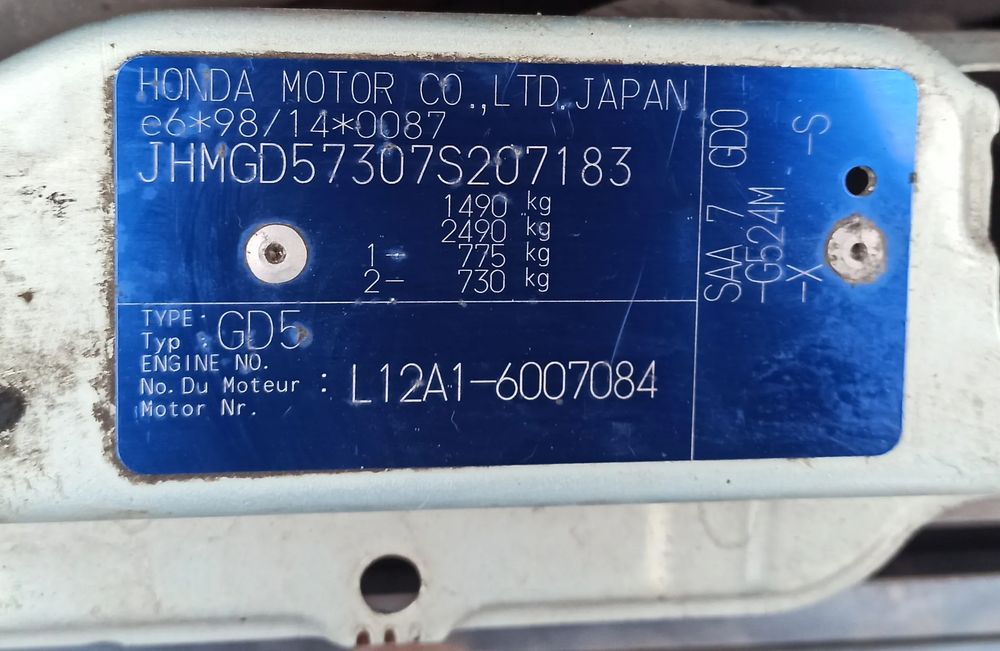 HONDA MOTOR CO.,LTD.JAPAN
e6*98/14*0087
JHMGD57307S207183
1490 kg
2490 kg
1- 775 kg
2- 730 kg
TYPE:
Typ : GD5
ENGINE NO.
No.Du Moteur : L12A1-6007084
Motor Nr.
SAA 7 GD0
-G524M
-X -S